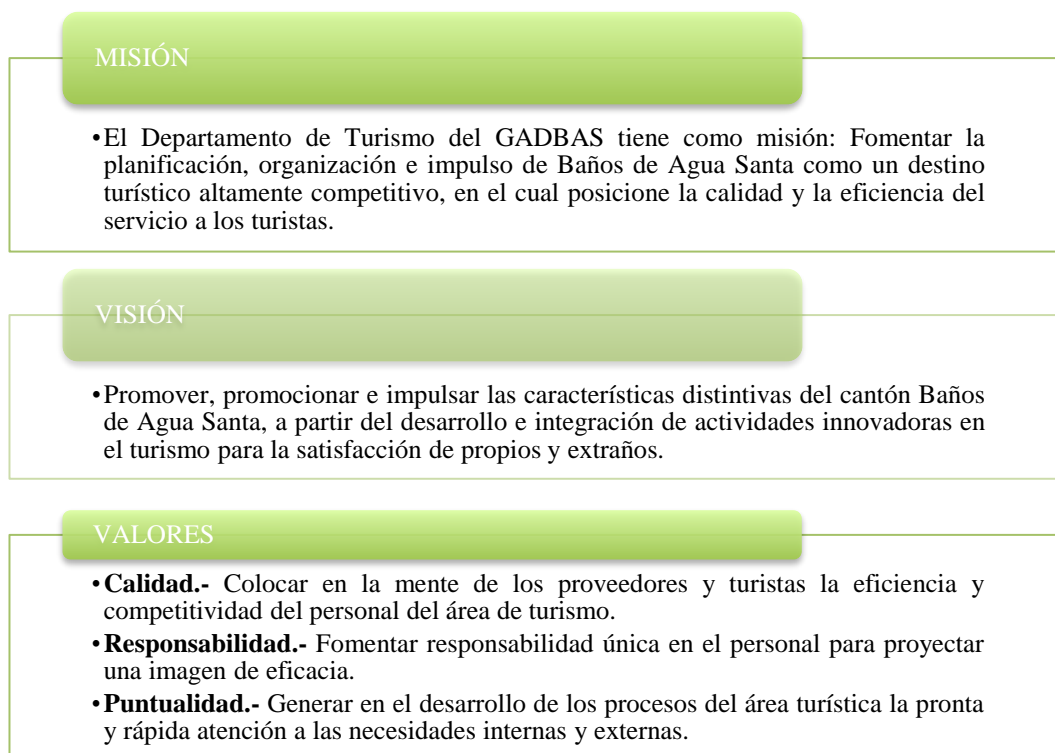 MISIÓN
•El Departamento de Turismo del GADBAS tiene como misión: Fomentar la
planificación, organización e impulso de Baños de Agua Santa como un destino
turístico altamente competitivo, en el cual posicione la calidad y la eficiencia del
servicio a los turistas.
VISIÓN
•Promover, promocionar e impulsar las características distintivas del cantón Baños
de Agua Santa, a partir del desarrollo e integración de actividades innovadoras en
el turismo para la satisfacción de propios y extraños.
VALORES
•Calidad.- Colocar en la mente de los proveedores y turistas la eficiencia y
competitividad del personal del área de turismo.
•Responsabilidad.- Fomentar responsabilidad única en el personal para proyectar
una imagen de eficacia.
•Puntualidad.- Generar en el desarrollo de los procesos del área turística la pronta
y rápida atención a las necesidades internas y externas.